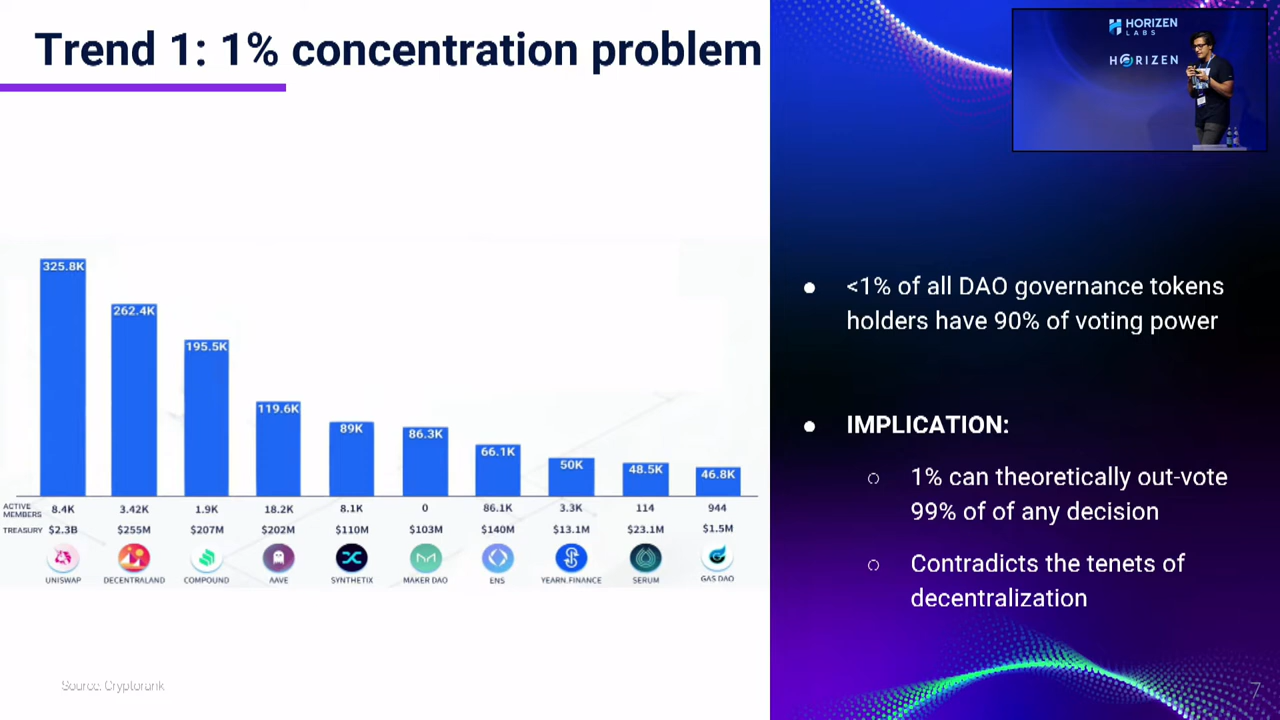 Trend 1: 1% concentration problem
HORIZEN
LABS
HORIZEN
325.8K
262.4K
195.5K
119.6K
89K
86.3K
66.1K
50K
48.5K
46.8K
ACTIVE
MEMBERS
8.4K 3.42K 1.9K 18.2K 8.1K 0 86.1K 3.3K 114 944
TREASURY $2.3B $255M $207M $202M $110M $103M $140M $13.1M $23.1M $1.5M
UNISWAP DECENTRALAND COMPOUND AAVE SYNTHETIX MAKER DAO ENS YEARN.FINANCE SERUM GAS DAO
<1% of all DAO governance tokens
holders have 90% of voting power
IMPLICATION:
1% can theoretically out-vote
99% of of any decision
Contradicts the tenets of
decentralization
Source: Cryptorank
7